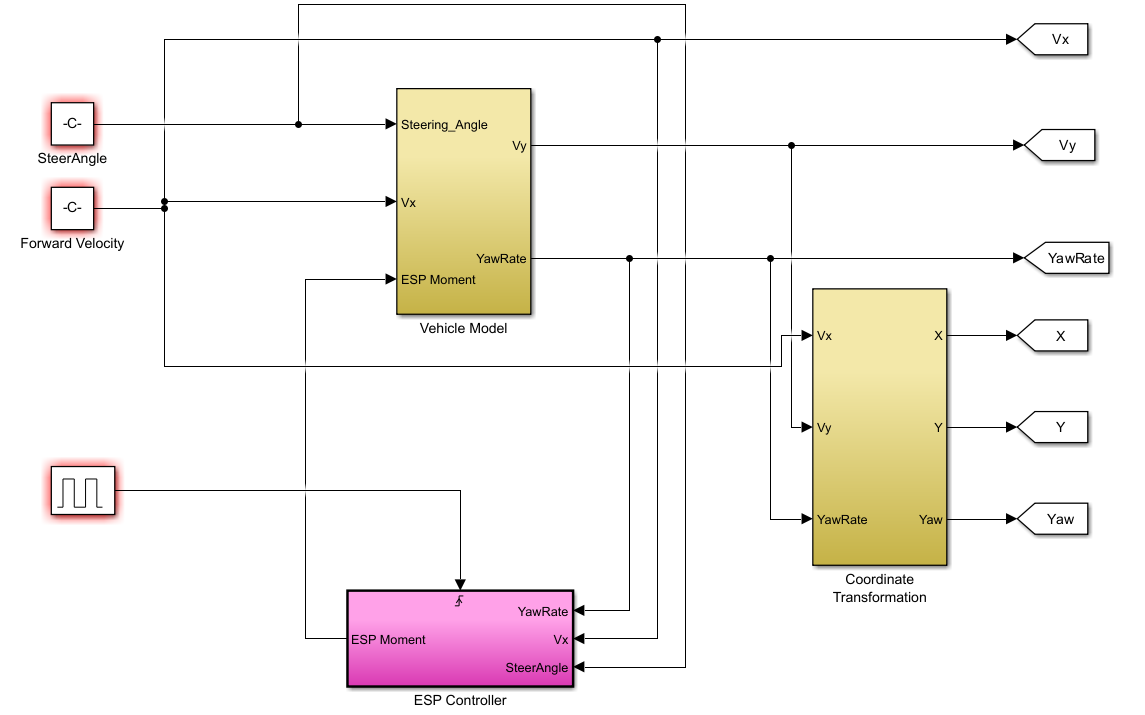 Vx
-C-
SteerAngle
Steering_Angle
Vy
Vy
-C-
Forward Velocity
Vx
YawRate
YawRate
ESP Moment
Vehicle Model
Vx
X
X
Vy
Y
Y
YawRate
Yaw
Yaw
Coordinate
Transformation
YawRate
ESP Moment
Vx
SteerAngle
ESP Controller